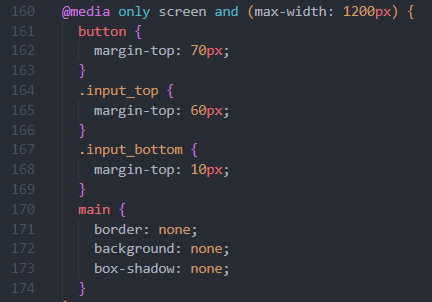 160 @media only screen and (max-width: 1200px) {
161 button {
162 margin-top: 70px;
163 }
164 .input_top {
165 margin-top: 60px;
166 }
167 .input_bottom {
168 margin-top: 10px;
169 }
170 main {
171 border: none;
172 background: none;
173 box-shadow: none;
174 }